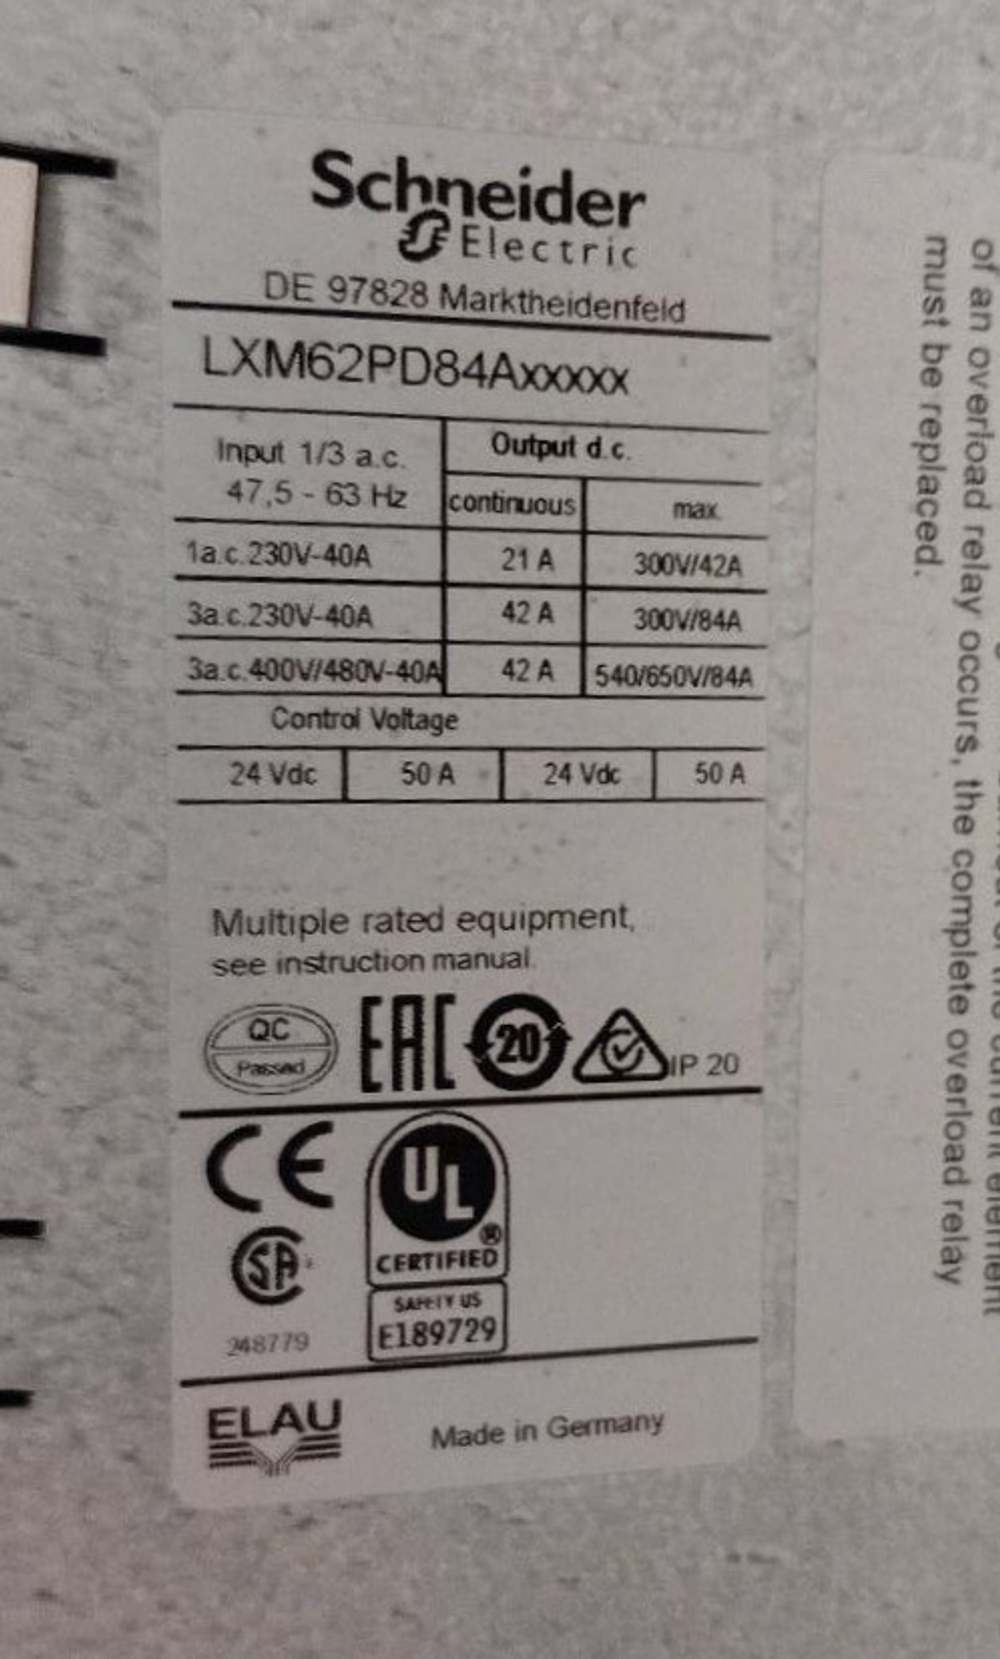 Schneider
Electric
DE 97828 Marktheidenfeld
LXM62PD84Axxxxx
Input 1/3 a.c.
47,5 - 63 Hz
Output d.c.
continuous
max.
1a.c.230V-40A 21 A 300V/42A
3a.c.230V-40A 42 A 300V/84A
3a.c.400V/480V-40A 42 A 540/650V/84A
Control Voltage
24 Vdc 50 A 24 Vdc 50 A
Multiple rated equipment,
see instruction manual.
QC
Passed
EAC
20
IP 20
CE
UL
®
CERTIFIED
SAFETY US
E189729
SA
248779
ELAU
Made in Germany
of an overload relay occurs, the complete overload relay
must be replaced.